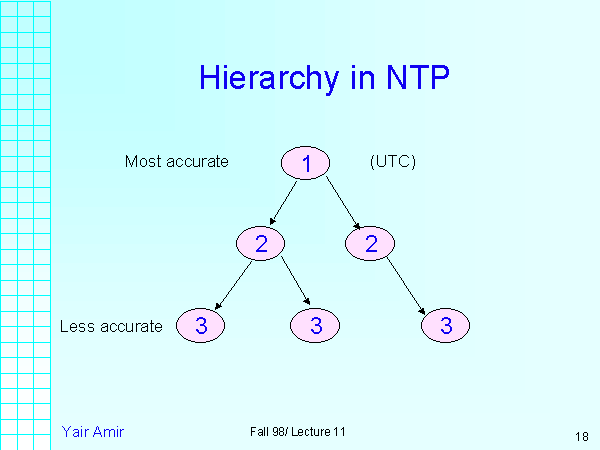 Hierarchy in NTP
Most accurate 1 (UTC)
2 2
Less accurate 3 3 3
Yair Amir Fall 98/ Lecture 11 18